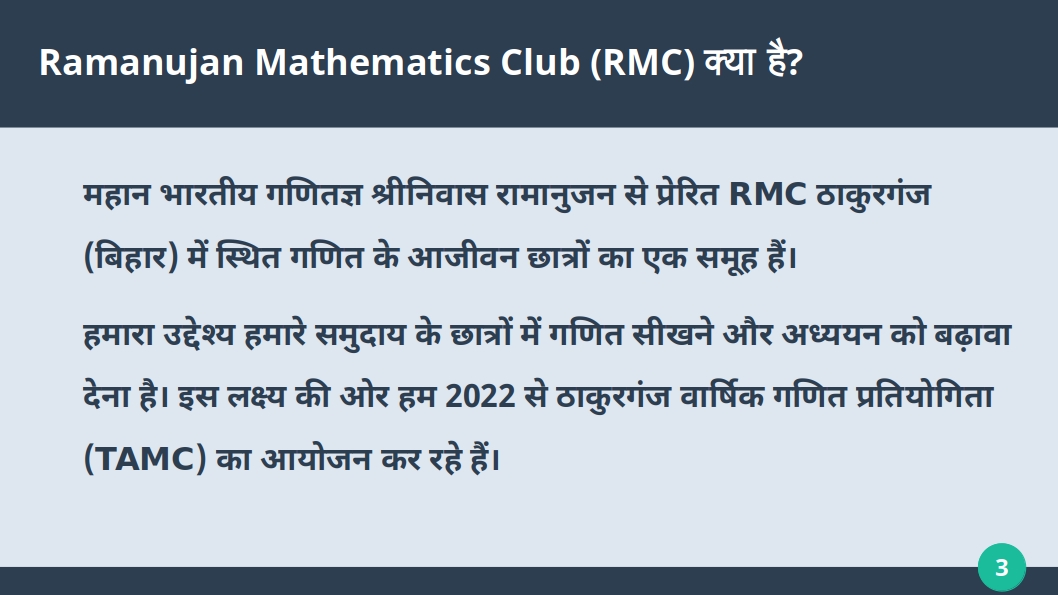 Ramanujan Mathematics Club (RMC) क्या है?
महान भारतीय गणितज्ञ श्रीनिवास रामानुजन से प्रेरित RMC ठाकुरगंज
(बिहार) में स्थित गणित के आजीवन छात्रों का एक समूह हैं।
हमारा उद्देश्य हमारे समुदाय के छात्रों में गणित सीखने और अध्ययन को बढ़ावा
देना है। इस लक्ष्य की ओर हम 2022 से ठाकुरगंज वार्षिक गणित प्रतियोगिता
(TAMC) का आयोजन कर रहे हैं।
3